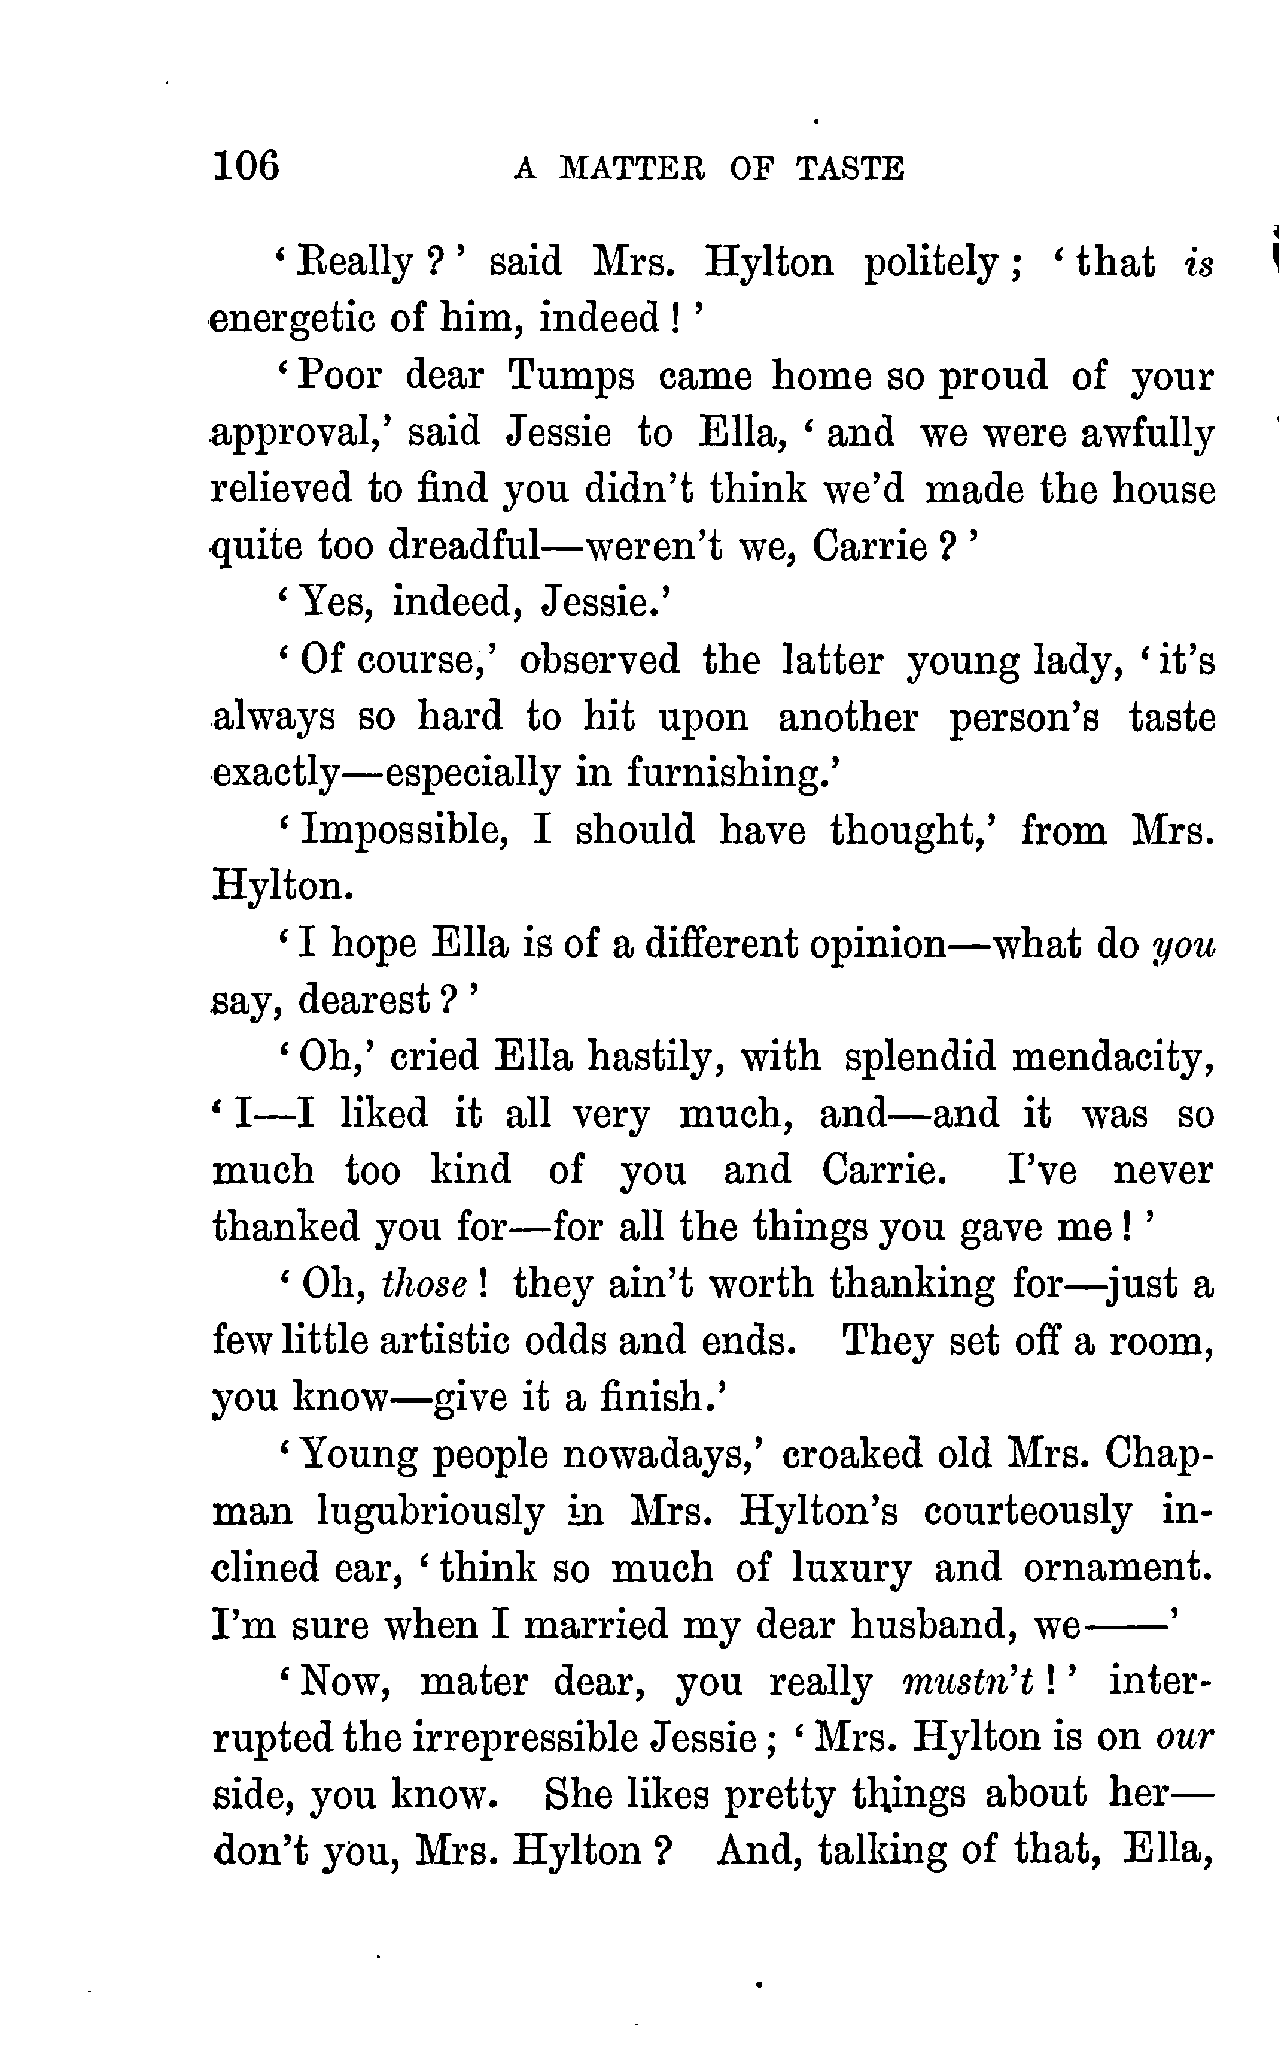 106 A MATTER OF TASTE
‘Really?’ said Mrs. Hylton politely; ‘that is
energetic of him, indeed!’
‘Poor dear Tumps came home so proud of your
approval,’ said Jessie to Ella, ‘and we were awfully
relieved to find you didn’t think we’d made the house
quite too dreadful—weren’t we, Carrie?’
‘Yes, indeed, Jessie.’
‘Of course,’ observed the latter young lady, ‘it’s
always so hard to hit upon another person’s taste
exactly—especially in furnishing.’
‘Impossible, I should have thought,’ from Mrs.
Hylton.
‘I hope Ella is of a different opinion—what do you
say, dearest?’
‘Oh,’ cried Ella hastily, with splendid mendacity,
‘I—I liked it all very much, and—and it was so
much too kind of you and Carrie. I’ve never
thanked you for—for all the things you gave me!’
‘Oh, those! they ain’t worth thanking for—just a
few little artistic odds and ends. They set off a room,
you know—give it a finish.’
‘Young people nowadays,’ croaked old Mrs. Chap-
man lugubriously in Mrs. Hylton’s courteously in-
clined ear, ‘think so much of luxury and ornament.
I’m sure when I married my dear husband, we——’
‘Now, mater dear, you really mustn’t!’ inter-
rupted the irrepressible Jessie; ‘Mrs. Hylton is on our
side, you know. She likes pretty things about her—
don’t you, Mrs. Hylton? And, talking of that, Ella,